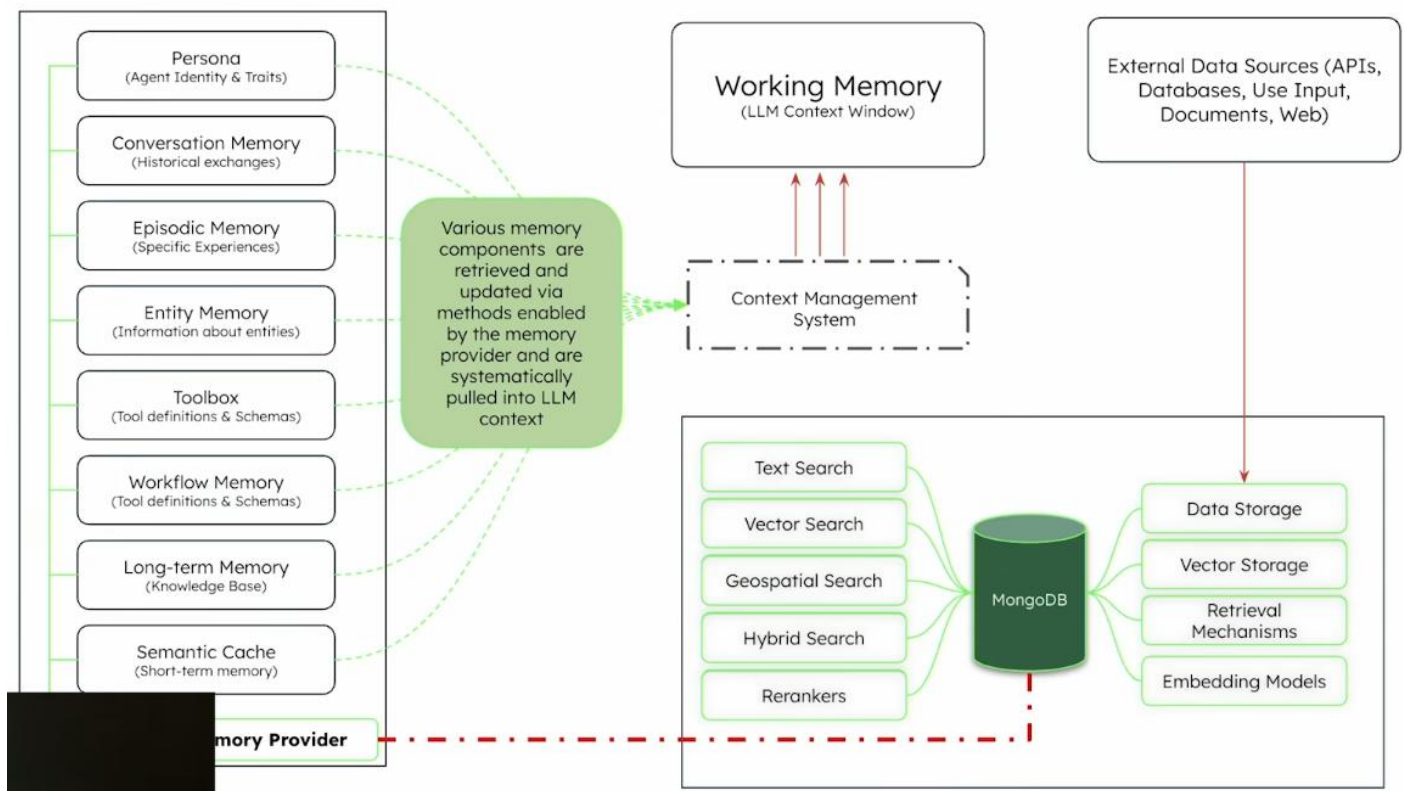 Persona
(Agent Identity & Traits)
Conversation Memory
(Historical exchanges)
Episodic Memory
(Specific Experiences)
Entity Memory
(Information about entities)
Toolbox
(Tool definitions & Schemas)
Workflow Memory
(Tool definitions & Schemas)
Long-term Memory
(Knowledge Base)
Semantic Cache
(Short-term memory)
mory Provider
Various memory
components are
retrieved and
updated via
methods enabled
by the memory
provider and are
systematically
pulled into LLM
context
Working Memory
(LLM Context Window)
Context Management
System
External Data Sources (APIs,
Databases, Use Input,
Documents, Web)
Text Search
Vector Search
Geospatial Search
Hybrid Search
Rerankers
MongoDB
Data Storage
Vector Storage
Retrieval
Mechanisms
Embedding Models